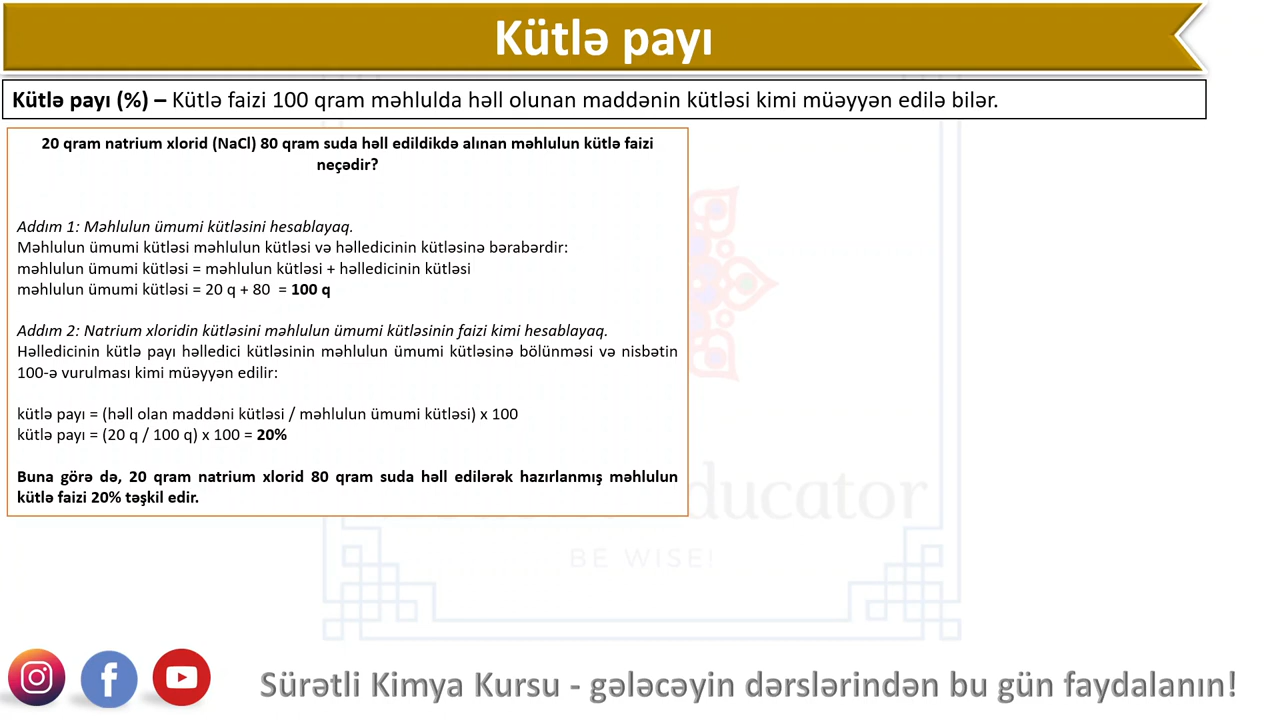 Kütlə payı
Kütlə payı (%) – Kütlə faizi 100 qram məhlulda həll olunan maddənin kütləsi kimi müəyyən edilə bilər.
20 qram natrium xlorid (NaCl) 80 qram suda həll edildikdə alınan məhlulun kütlə faizi
neçədir?
Addım 1: Məhlulun ümumi kütləsini hesablayaq.
Məhlulun ümumi kütləsi məhlulun kütləsi və həlledicinin kütləsinə bərabərdir:
məhlulun ümumi kütləsi = məhlulun kütləsi + həlledicinin kütləsi
məhlulun ümumi kütləsi = 20 q + 80  = 100 q
Addım 2: Natrium xloridin kütləsini məhlulun ümumi kütləsinin faizi kimi hesablayaq.
Həlledicinin kütlə payı həlledici kütləsinin məhlulun ümumi kütləsinə bölünməsi və nisbətin
100-ə vurulması kimi müəyyən edilir:
kütlə payı = (həll olan maddəni kütləsi / məhlulun ümumi kütləsi) x 100
kütlə payı = (20 q / 100 q) x 100 = 20%
Buna görə də, 20 qram natrium xlorid 80 qram suda həll edilərək hazırlanmış məhlulun
kütlə faizi 20% təşkil edir.
ducator
BE WISE!
Sürətli Kimya Kursu - gələcəyin dərslərindən bu gün faydalanın!